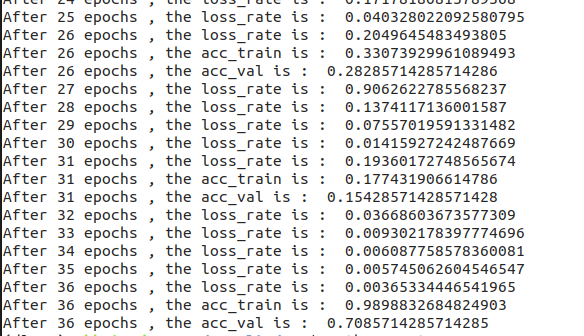 After 24 epochs , the loss_rate is :
After 25 epochs , the loss_rate is :  0.040328022092580795
After 26 epochs , the loss_rate is :  0.2049645483493805
After 26 epochs , the acc_train is :  0.33073929961089493
After 26 epochs , the acc_val is :  0.28285714285714286
After 27 epochs , the loss_rate is :  0.9062622785568237
After 28 epochs , the loss_rate is :  0.1374117136001587
After 29 epochs , the loss_rate is :  0.07557019591331482
After 30 epochs , the loss_rate is :  0.01415927242487669
After 31 epochs , the loss_rate is :  0.19360172748565674
After 31 epochs , the acc_train is :  0.177431906614786
After 31 epochs , the acc_val is :  0.15428571428571428
After 32 epochs , the loss_rate is :  0.03668603673577309
After 33 epochs , the loss_rate is :  0.009302178397774696
After 34 epochs , the loss_rate is :  0.006087758578360081
After 35 epochs , the loss_rate is :  0.005745062604546547
After 36 epochs , the loss_rate is :  0.00365334446541965
After 36 epochs , the acc_train is :  0.9898832684824903
After 36 epochs , the acc_val is :  0.7085714285714285